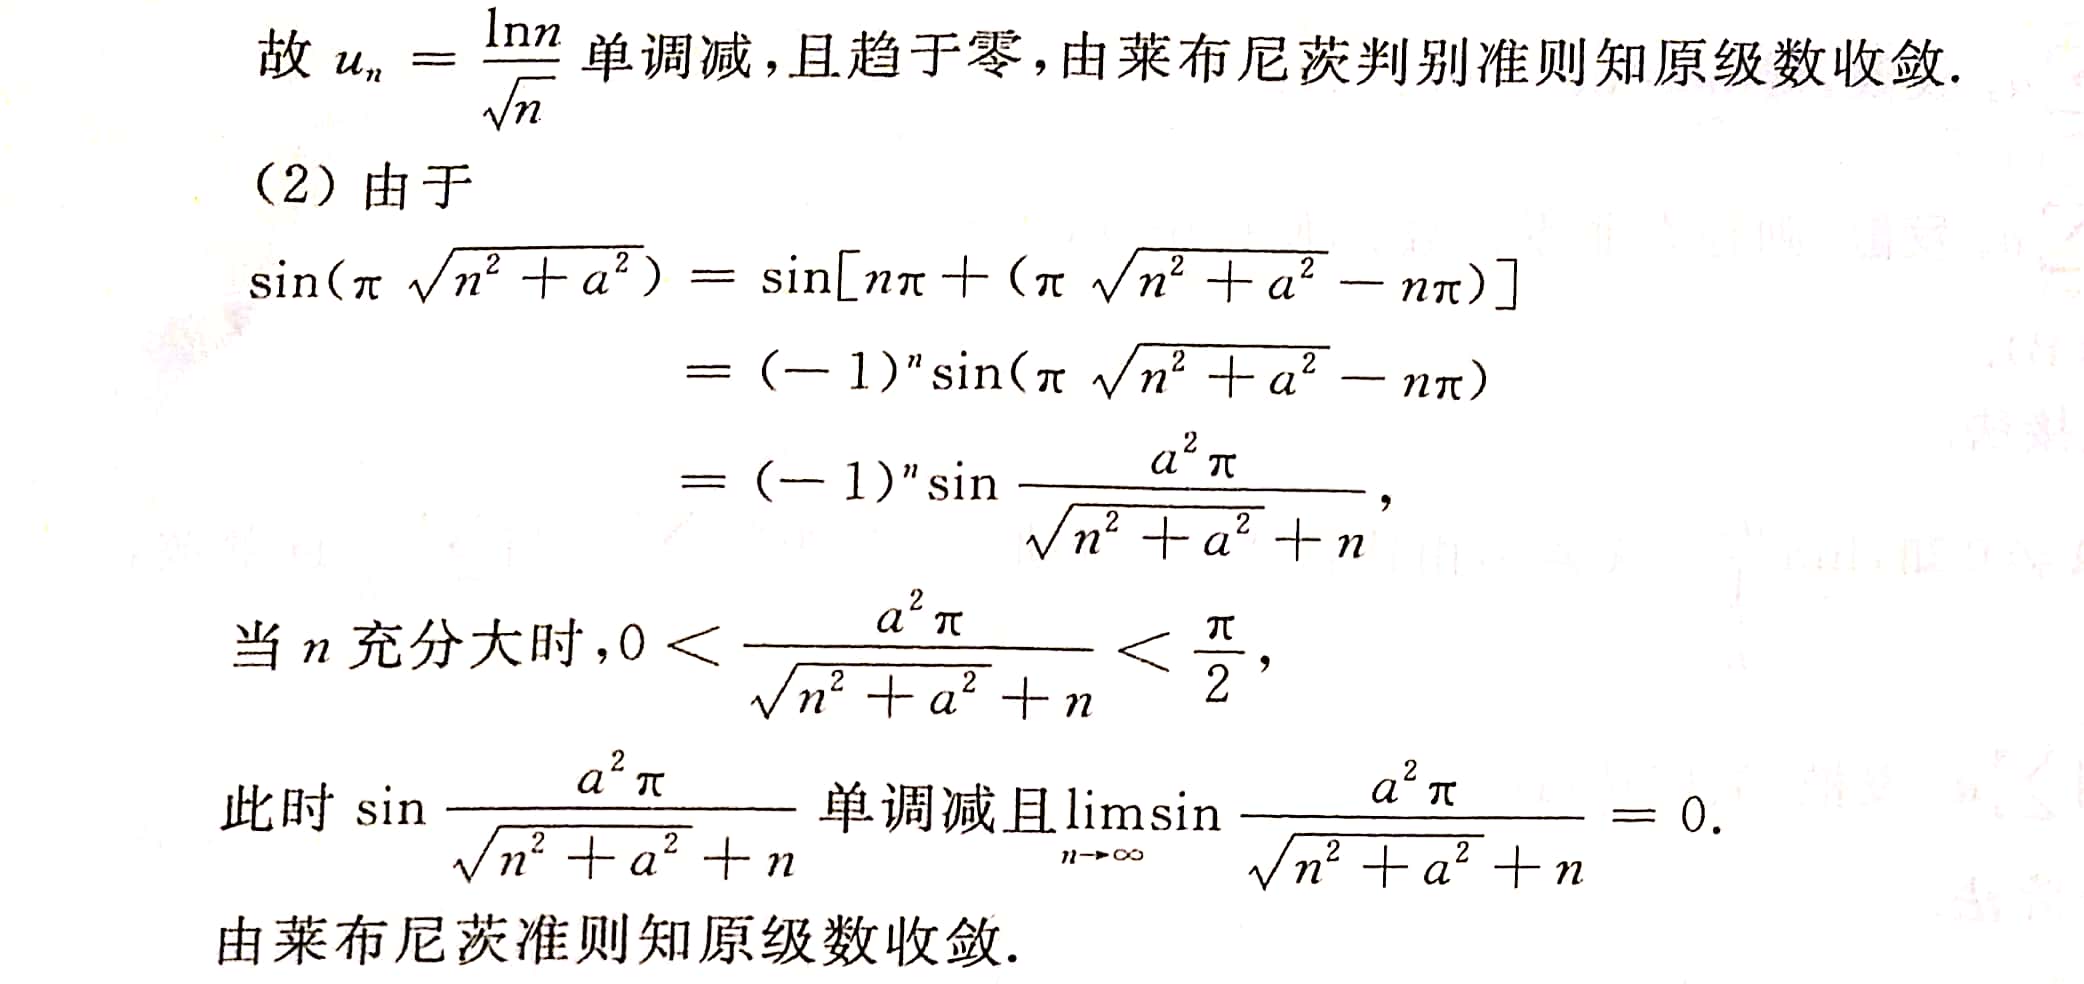 故 $u_n = \frac{\ln n}{\sqrt{n}}$ 单调减,且趋于零,由莱布尼茨判别准则知原级数收敛.
(2) 由于
$\sin(\pi\sqrt{n^2+a^2}) = \sin[n\pi+(\pi\sqrt{n^2+a^2}-n\pi)]$
$= (-1)^n\sin(\pi\sqrt{n^2+a^2}-n\pi)$
$= (-1)^n\sin\frac{a^2\pi}{\sqrt{n^2+a^2}+n},$
当 $n$ 充分大时,$0<\frac{a^2\pi}{\sqrt{n^2+a^2}+n}<\frac{\pi}{2},$
此时 $\sin\frac{a^2\pi}{\sqrt{n^2+a^2}+n}$ 单调减且$\lim_{n\to\infty}\sin\frac{a^2\pi}{\sqrt{n^2+a^2}+n}=0.$
由莱布尼茨准则知原级数收敛.